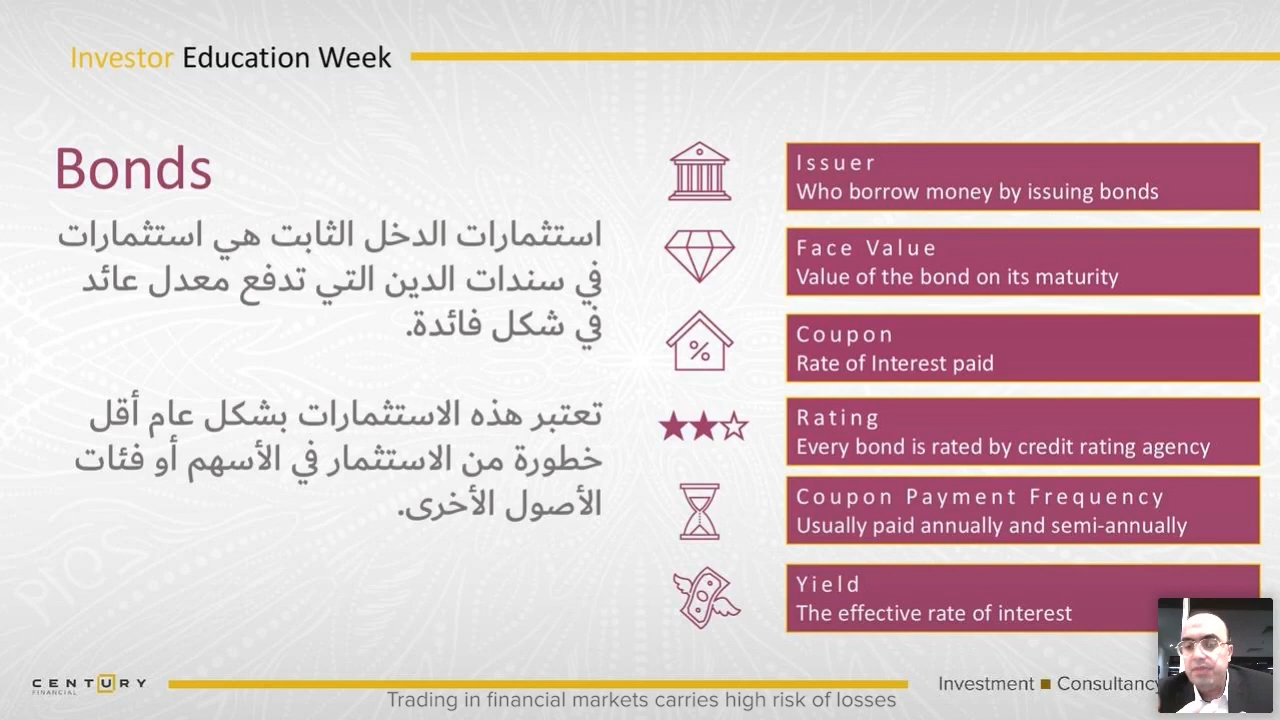 Investor Education Week
Bonds
استثمارات الدخل الثابت هي استثمارات
في سندات الدين التي تدفع معدل عائد
في شكل فائدة.
تعتبر هذه الاستثمارات بشكل عام أقل
خطورة من الاستثمار في الأسهم أو فئات
الأصول الأخرى.
Issuer
Who borrow money by issuing bonds
Face Value
Value of the bond on its maturity
Coupon
Rate of Interest paid
%
Rating
Every bond is rated by credit rating agency
Coupon Payment Frequency
Usually paid annually and semi-annually
Yield
The effective rate of interest
CENTURY
FINANCIAL
Trading in financial markets carries high risk of losses
Investment ■ Consultancy